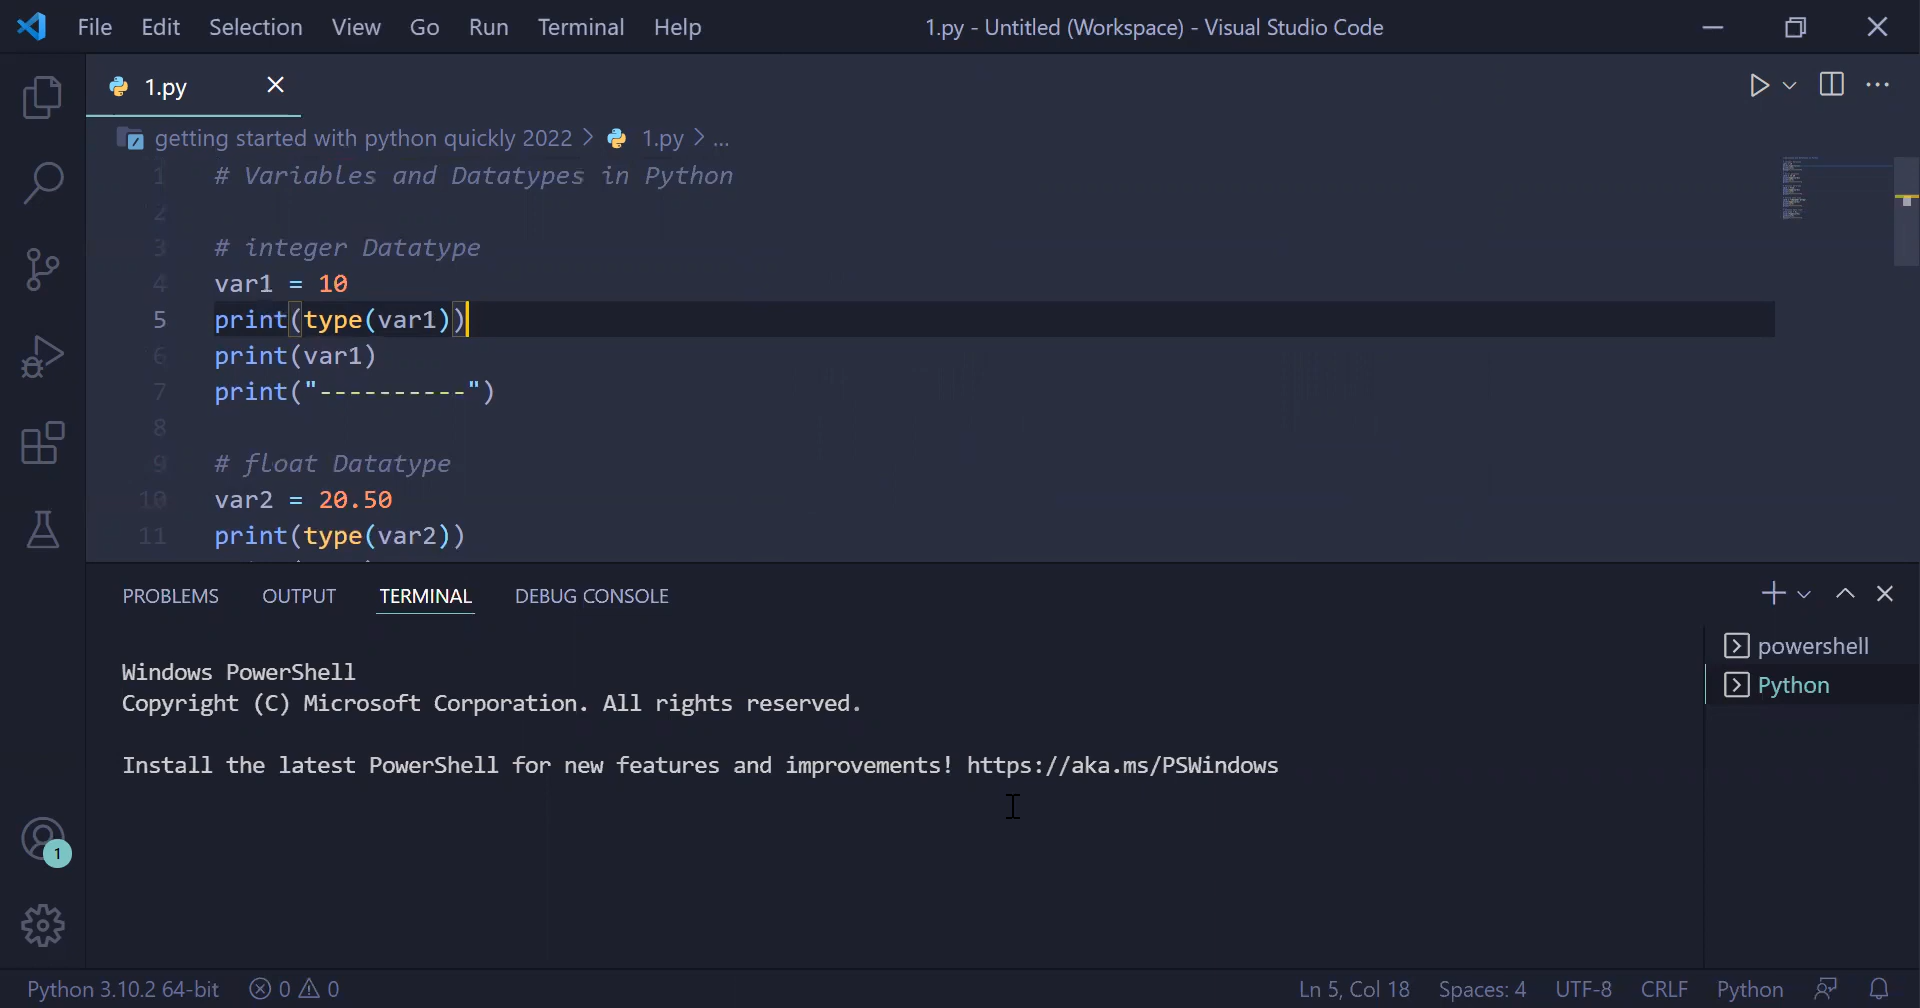 File Edit Selection View Go Run Terminal Help 1.py - Untitled (Workspace) - Visual Studio Code
1.py
getting started with python quickly 2022 > 1.py > ...
1 # Variables and Datatypes in Python
2
3 # integer Datatype
4 var1 = 10
5 print(type(var1))
6 print(var1)
7 print("----------")
8
9 # float Datatype
10 var2 = 20.50
11 print(type(var2))
PROBLEMS OUTPUT TERMINAL DEBUG CONSOLE
Windows PowerShell
Copyright (C) Microsoft Corporation. All rights reserved.
Install the latest PowerShell for new features and improvements! https://aka.ms/PSWindows
powershell
Python
1
Python 3.10.2 64-bit 0 0 Ln 5, Col 18 Spaces: 4 UTF-8 CRLF Python